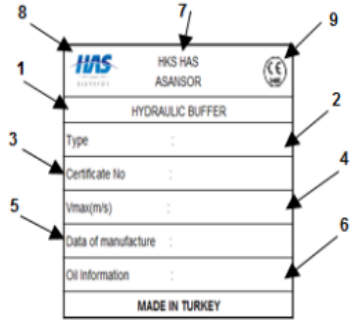 7
8
9
HAS
HKS HAS
ASANSOR
CE
1
HYDRAULIC BUFFER
2
Type :
3
Certificate No :
4
Vmax(m/s) :
5
Data of manufacture :
6
Oil Information :
MADE IN TURKEY